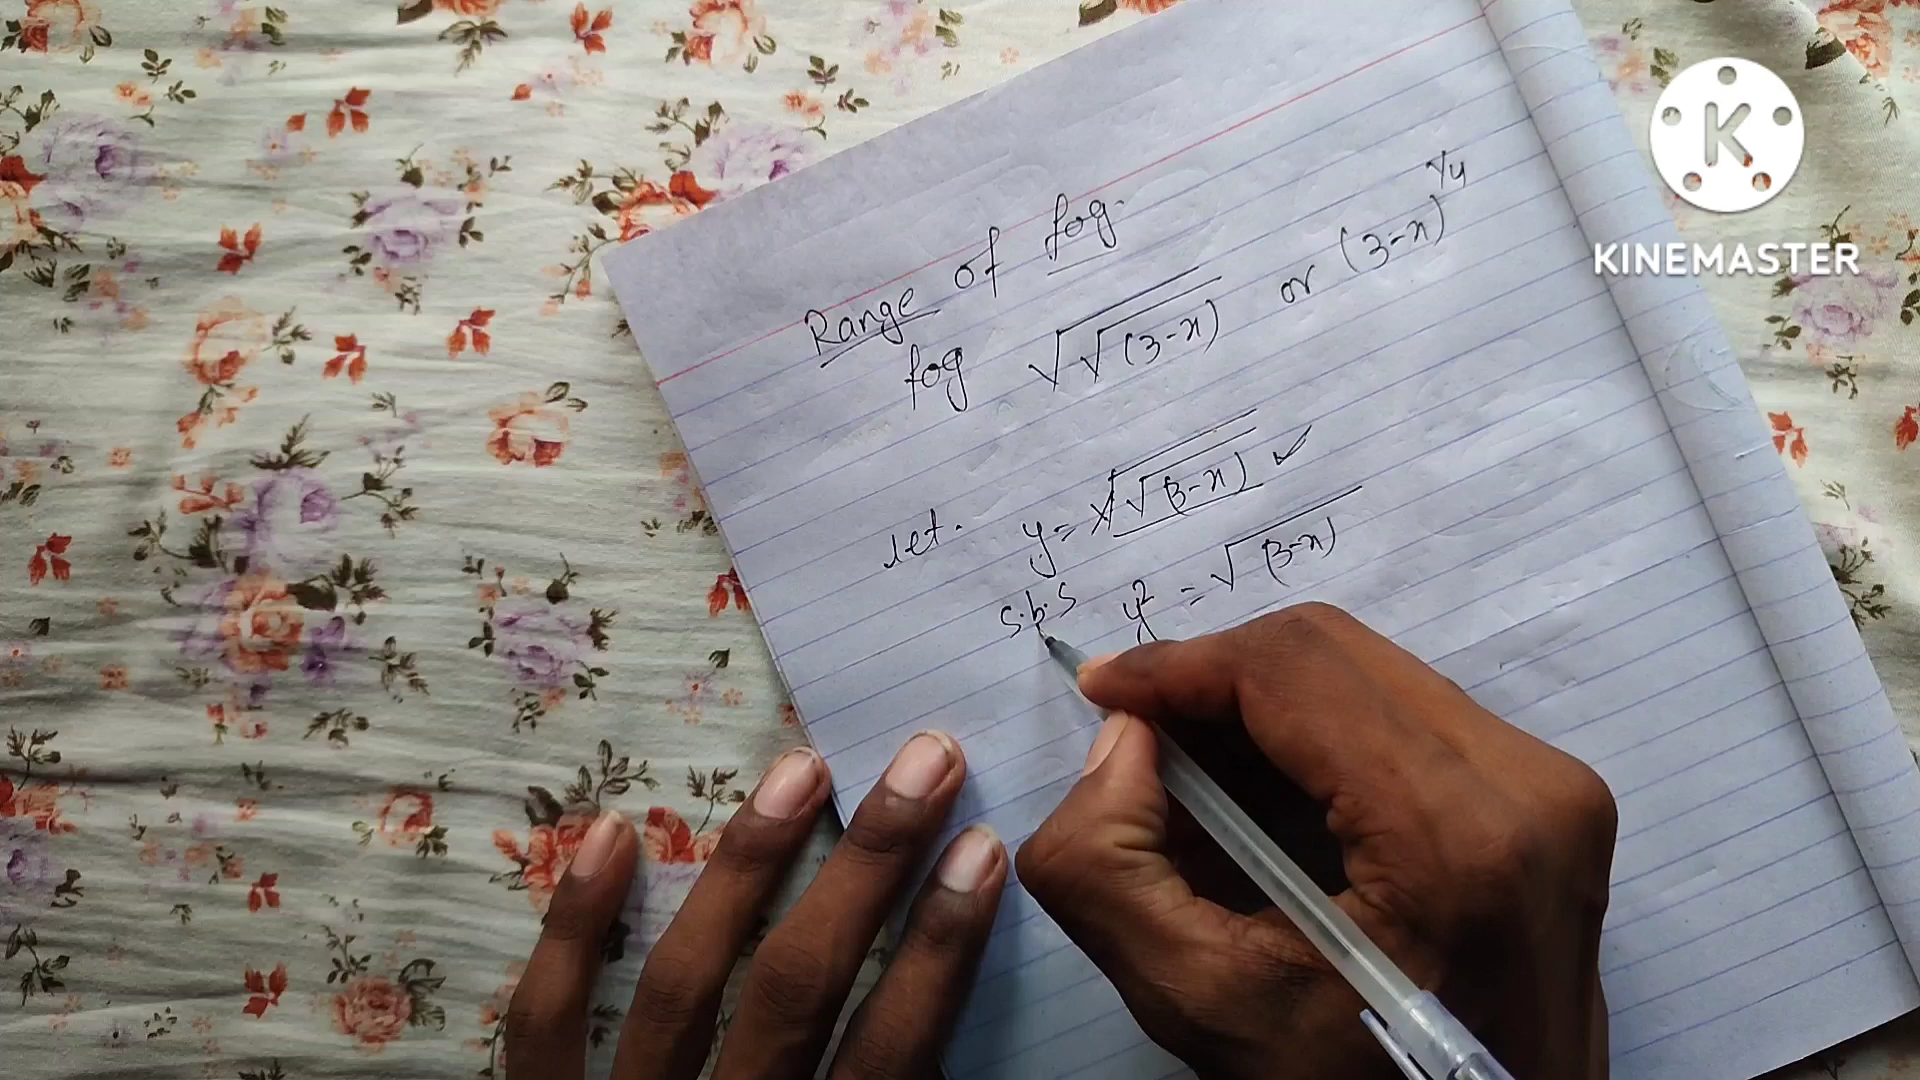 Range of fog.
fog √√(3-x) or (3-x)^1/4
let. y = √√(3-x) ✓
s.b.s y² = √(3-x)
K
KINEMASTER